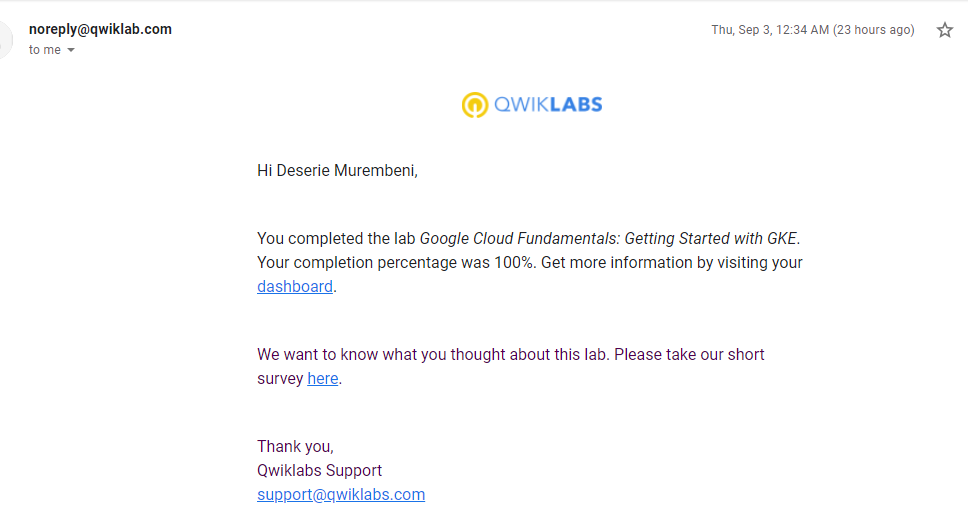 noreply@qwiklab.com
Thu, Sep 3, 12:34 AM (23 hours ago)
to me
QWIKLABS
Hi Deserie Murembeni,
You completed the lab Google Cloud Fundamentals: Getting Started with GKE.
Your completion percentage was 100%. Get more information by visiting your
dashboard.
We want to know what you thought about this lab. Please take our short
survey here.
Thank you,
Qwiklabs Support
support@qwiklabs.com